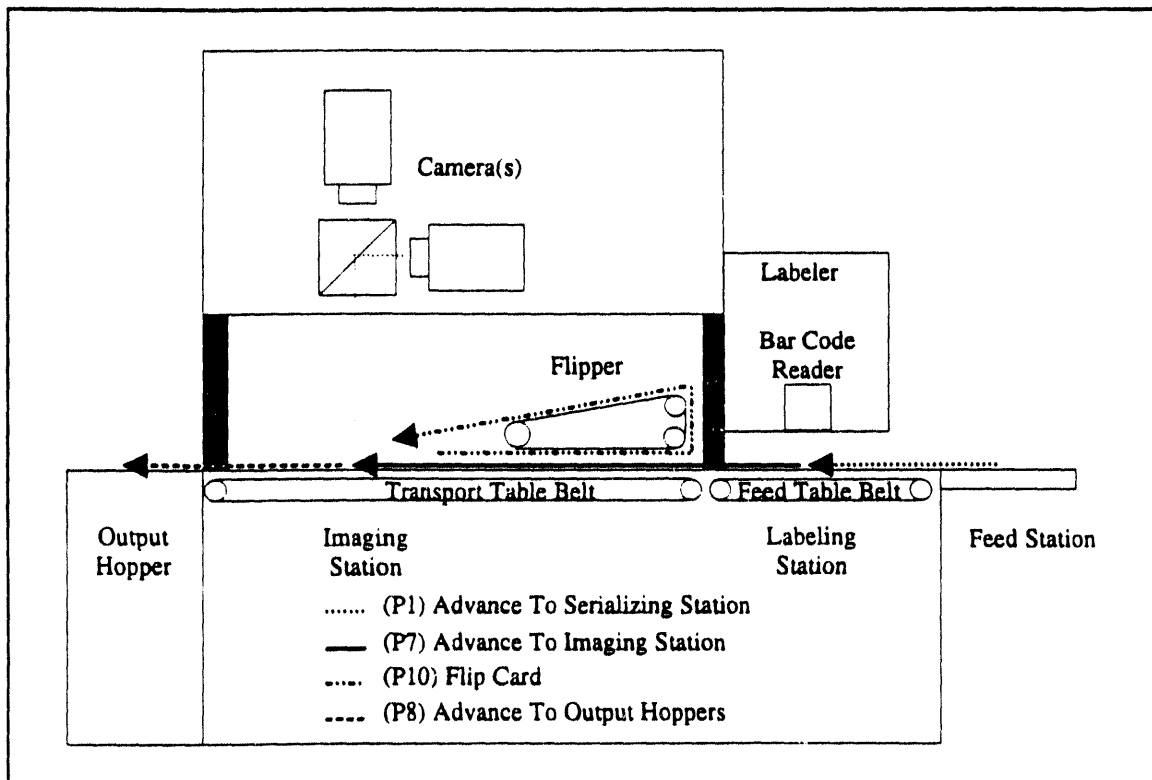 Camera(s)
Labeler
Bar Code
Reader
Flipper
Transport Table Belt
Feed Table Belt
Output
Hopper
Imaging
Station
Labeling
Station
Feed Station
(P1) Advance To Serializing Station
(P7) Advance To Imaging Station
(P10) Flip Card
(P8) Advance To Output Hoppers